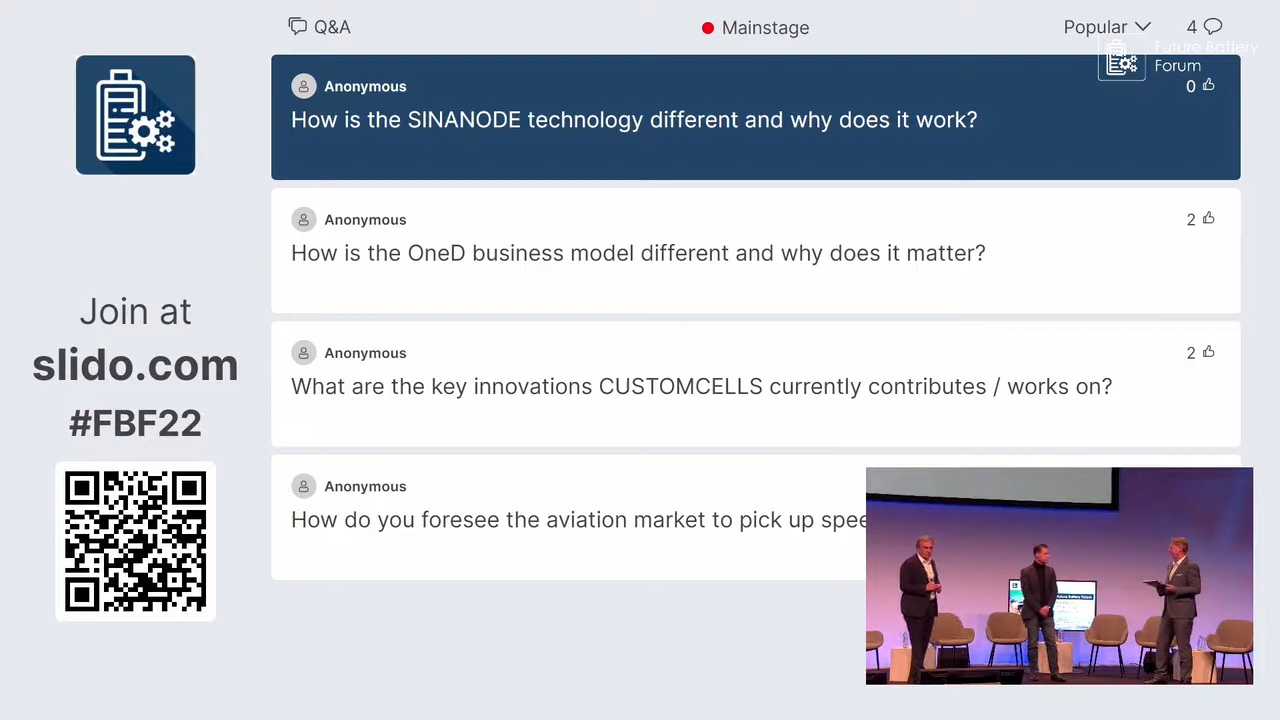 Q&A
Mainstage
Popular
4
Future Battery
Forum
Anonymous
0
How is the SINANODE technology different and why does it work?
Anonymous
2
How is the OneD business model different and why does it matter?
Anonymous
2
What are the key innovations CUSTOMCELLS currently contributes / works on?
Anonymous
How do you foresee the aviation market to pick up spee
Join at
slido.com
#FBF22
Future Battery Forum